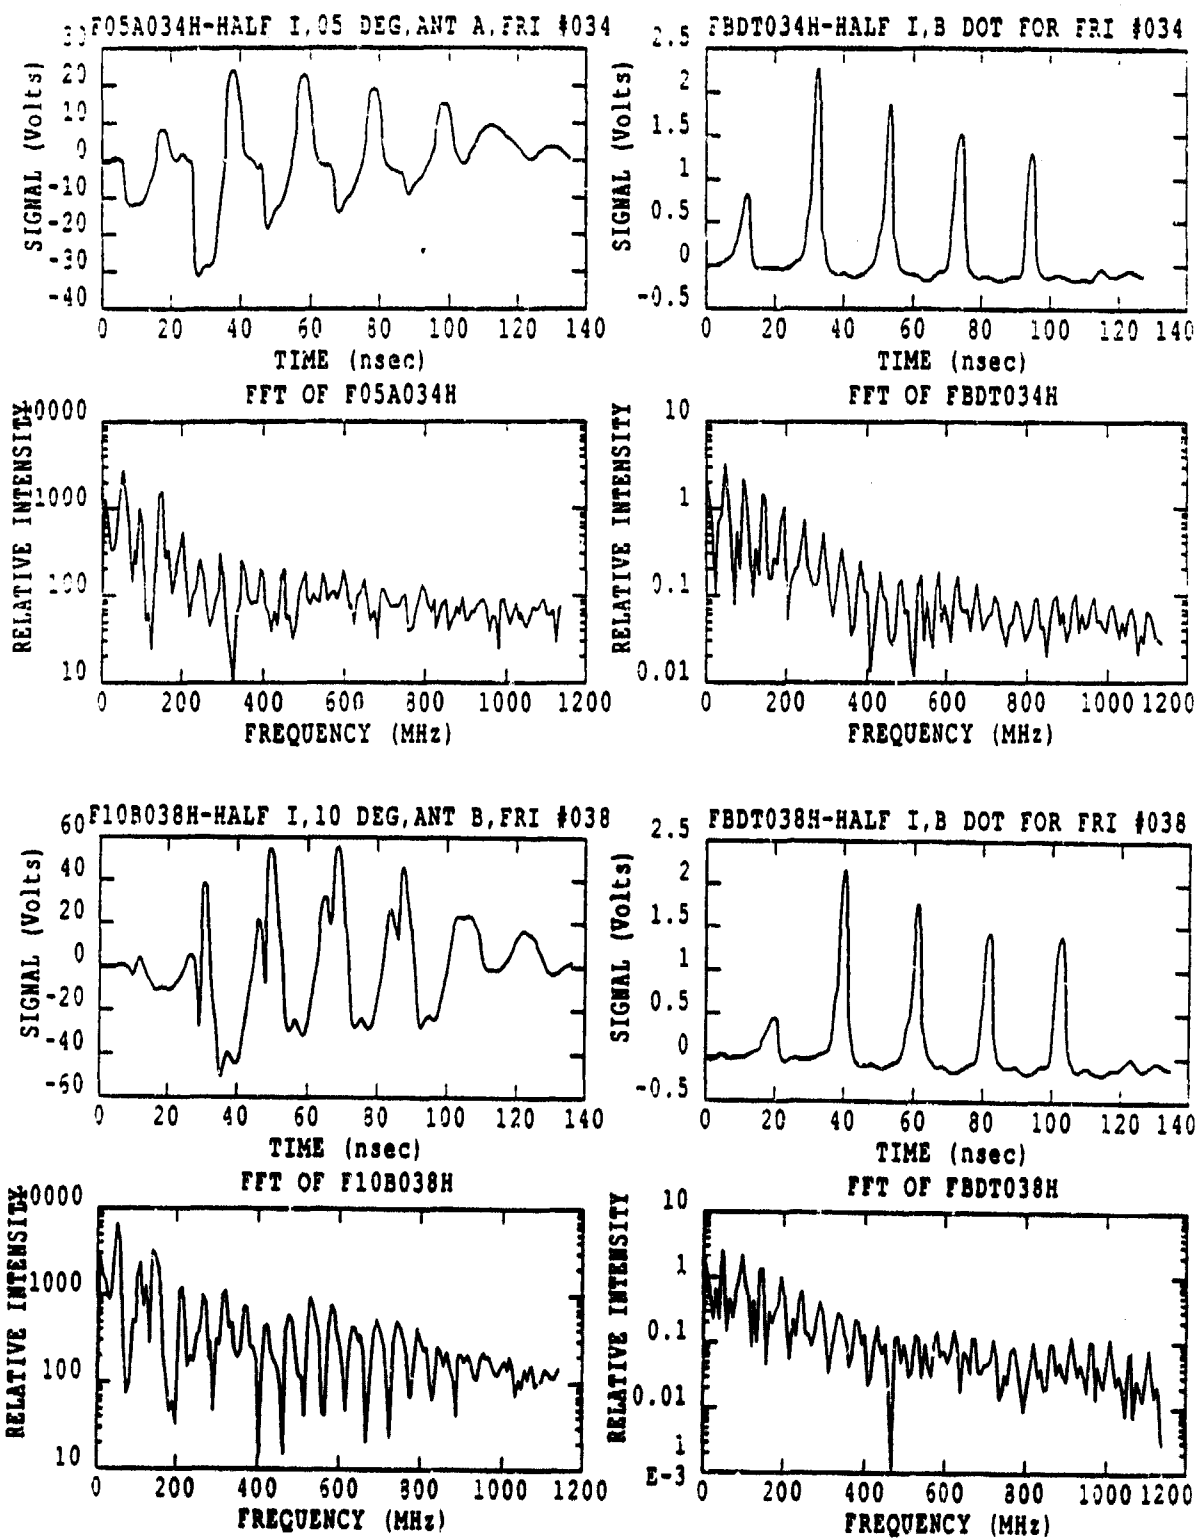 F05A034H-HALF I,05 DEG,ANT A,FRI #034
SIGNAL (Volts)
20
10
0
-10
-20
-30
-40
0 20 40 60 80 100 120 140
TIME (nsec)
FBDT034H-HALF I,B DOT FOR FRI #034
SIGNAL (Volts)
2.5
2
1.5
1
0.5
0
-0.5
0 20 40 60 80 100 120 140
TIME (nsec)
FFT OF F05A034H
RELATIVE INTENSITY
0000
1000
100
10
0 200 400 600 800 1000 1200
FREQUENCY (MHz)
FFT OF FBDT034H
RELATIVE INTENSITY
10
1
0.1
0.01
0 200 400 600 800 1000 1200
FREQUENCY (MHz)
F10B038H-HALF I,10 DEG,ANT B,FRI #038
SIGNAL (Volts)
60
40
20
0
-20
-40
-60
0 20 40 60 80 100 120 140
TIME (nsec)
FBDT038H-HALF I,B DOT FOR FRI #038
SIGNAL (Volts)
2.5
2
1.5
1
0.5
0
-0.5
0 20 40 60 80 100 120 140
TIME (nsec)
FFT OF F10B038H
RELATIVE INTENSITY
0000
1000
100
10
0 200 400 600 800 1000 1200
FREQUENCY (MHz)
FFT OF FBDT038H
RELATIVE INTENSITY
10
1
0.1
0.01
1
E-3
0 200 400 600 800 1000 1200
FREQUENCY (MHz)